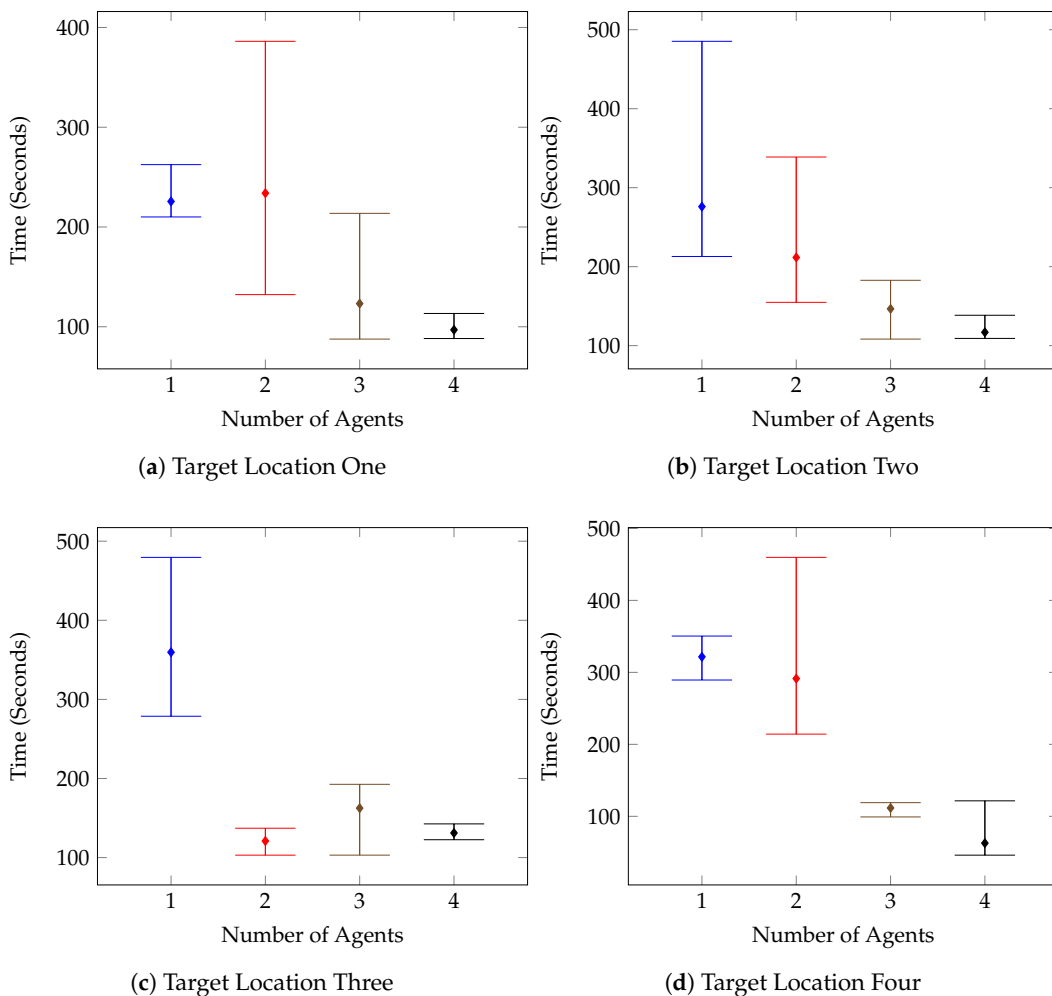 400
300
200
100
Time (Seconds)
1 2 3 4
Number of Agents
(a) Target Location One
500
400
300
200
100
Time (Seconds)
1 2 3 4
Number of Agents
(b) Target Location Two
500
400
300
200
100
Time (Seconds)
1 2 3 4
Number of Agents
(c) Target Location Three
500
400
300
200
100
Time (Seconds)
1 2 3 4
Number of Agents
(d) Target Location Four